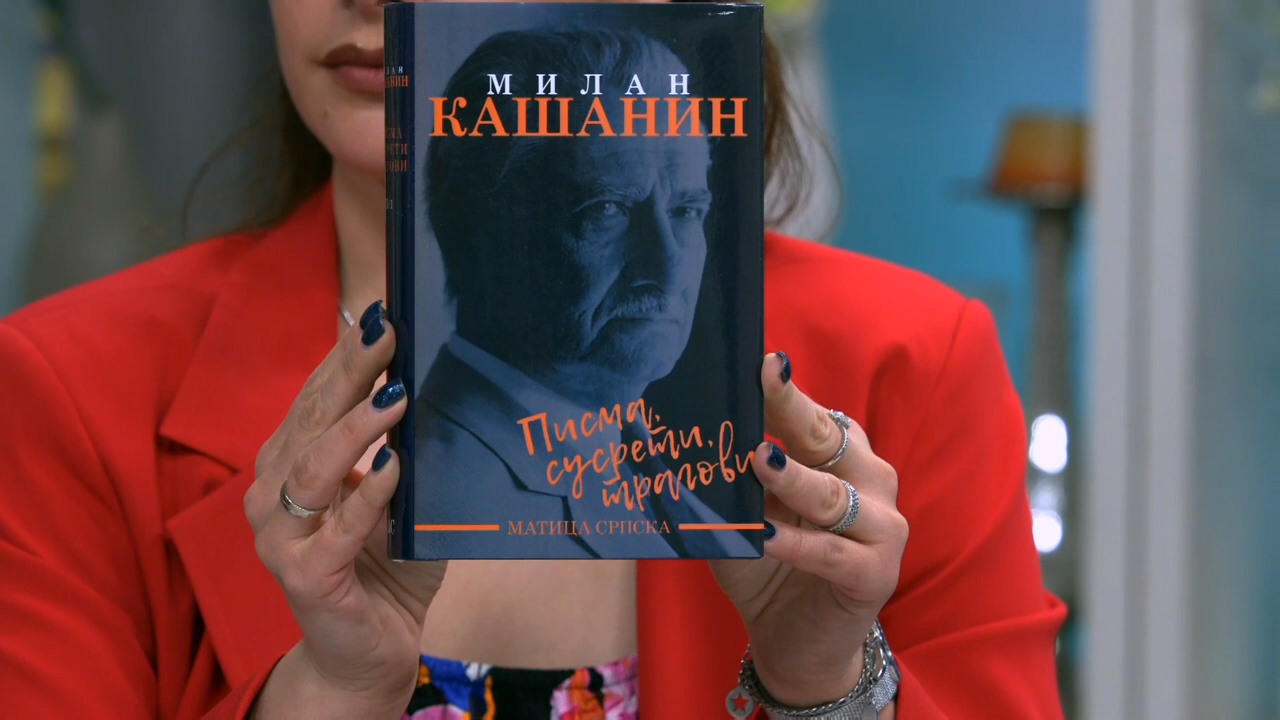 МИЛАН
КАШАНИН
Писма,
сусрети,
трагови
МАТИЦА СРПСКА